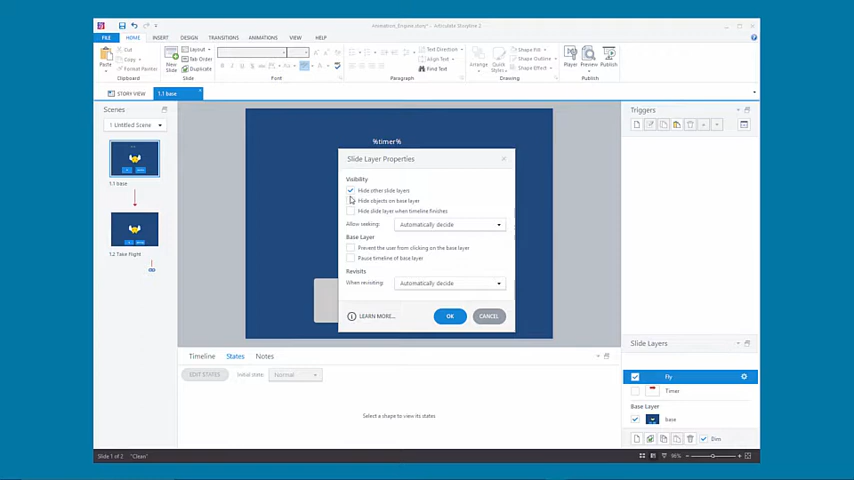 Animation_Engine.story* - Articulate Storyline 2
FILE HOME INSERT DESIGN TRANSITIONS ANIMATIONS VIEW HELP
Paste Cut Copy Format Painter
Clipboard
New Slide Layout Tab Order Duplicate
Slide
Font
Text Direction Align Text Find Text
Paragraph
Arrange Quick Styles Shape Fill Shape Outline Shape Effect
Drawing
Player Preview Publish
Publish
STORY VIEW 1.1 base
Scenes
1 Untitled Scene
1.1 base
1.2 Take Flight
%timer%
Slide Layer Properties
Visibility
Hide other slide layers
Hide objects on base layer
Hide slide layer when timeline finishes
Allow seeking: Automatically decide
Base Layer
Prevent the user from clicking on the base layer
Pause timeline of base layer
Revisits
When revisiting: Automatically decide
LEARN MORE... OK CANCEL
Triggers
Timeline States Notes
EDIT STATES Initial state: Normal
Select a shape to view its states
Slide Layers
Fly
Timer
Base Layer
base
Dim
Slide 1 of 2 "Clean" 96%